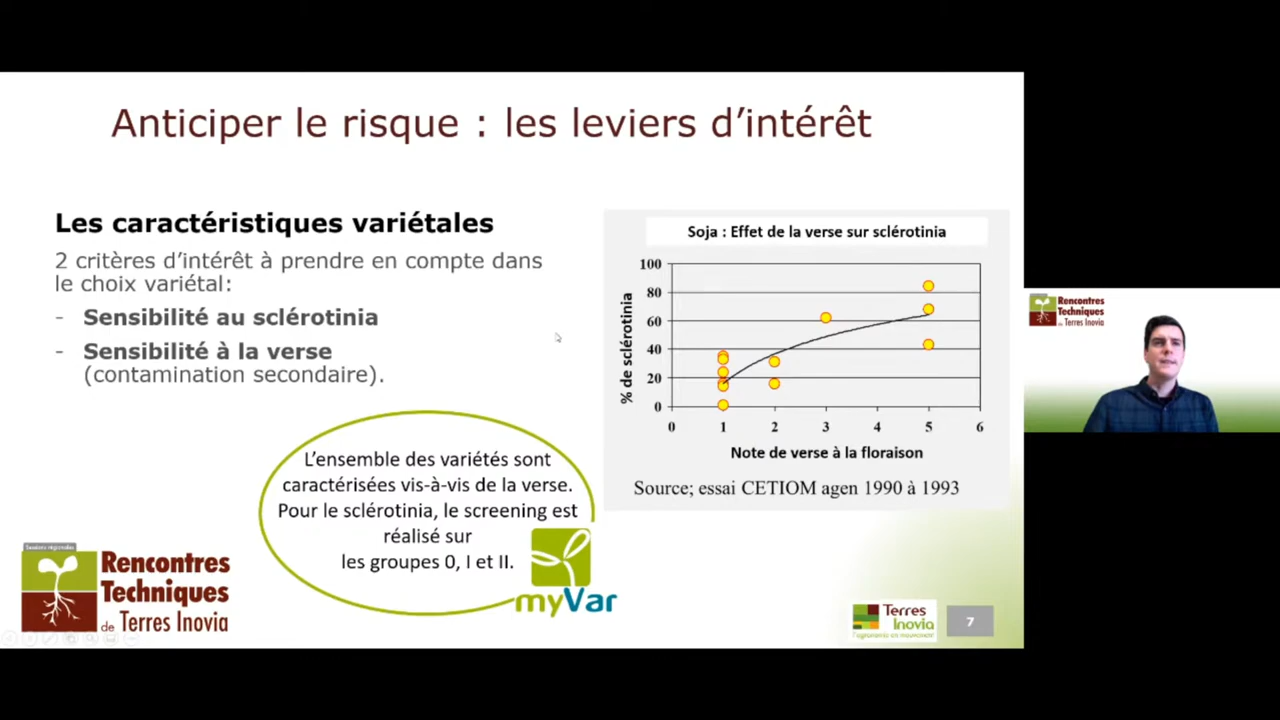 Anticiper le risque : les leviers d’intérêt
Les caractéristiques variétales
2 critères d’intérêt à prendre en compte dans
le choix variétal:
- Sensibilité au sclérotinia
- Sensibilité à la verse
(contamination secondaire).
L’ensemble des variétés sont
caractérisées vis-à-vis de la verse.
Pour le sclérotinia, le screening est
réalisé sur
les groupes 0, I et II.
myVar
Soja : Effet de la verse sur sclérotinia
% de sclérotinia
100
80
60
40
20
0
0 1 2 3 4 5 6
Note de verse à la floraison
Source; essai CETIOM agen 1990 à 1993
Sessions régionales
Rencontres
Techniques
de Terres Inovia
Terres
Inovia
l’agronomie en mouvement
7
Rencontres
Techniques
de Terres Inovia